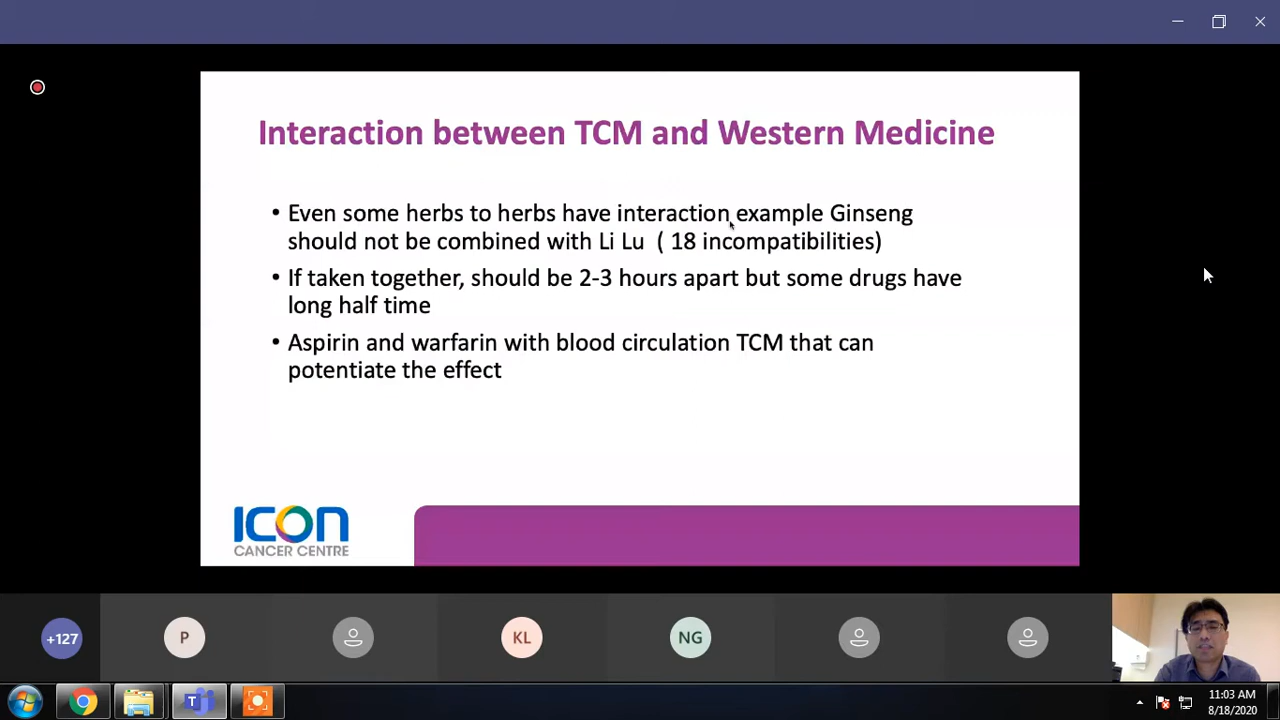 Interaction between TCM and Western Medicine
• Even some herbs to herbs have interaction example Ginseng
should not be combined with Li Lu ( 18 incompatibilities)
• If taken together, should be 2-3 hours apart but some drugs have
long half time
• Aspirin and warfarin with blood circulation TCM that can
potentiate the effect
ICON
CANCER CENTRE
+127
P
KL
NG
11:03 AM
8/18/2020